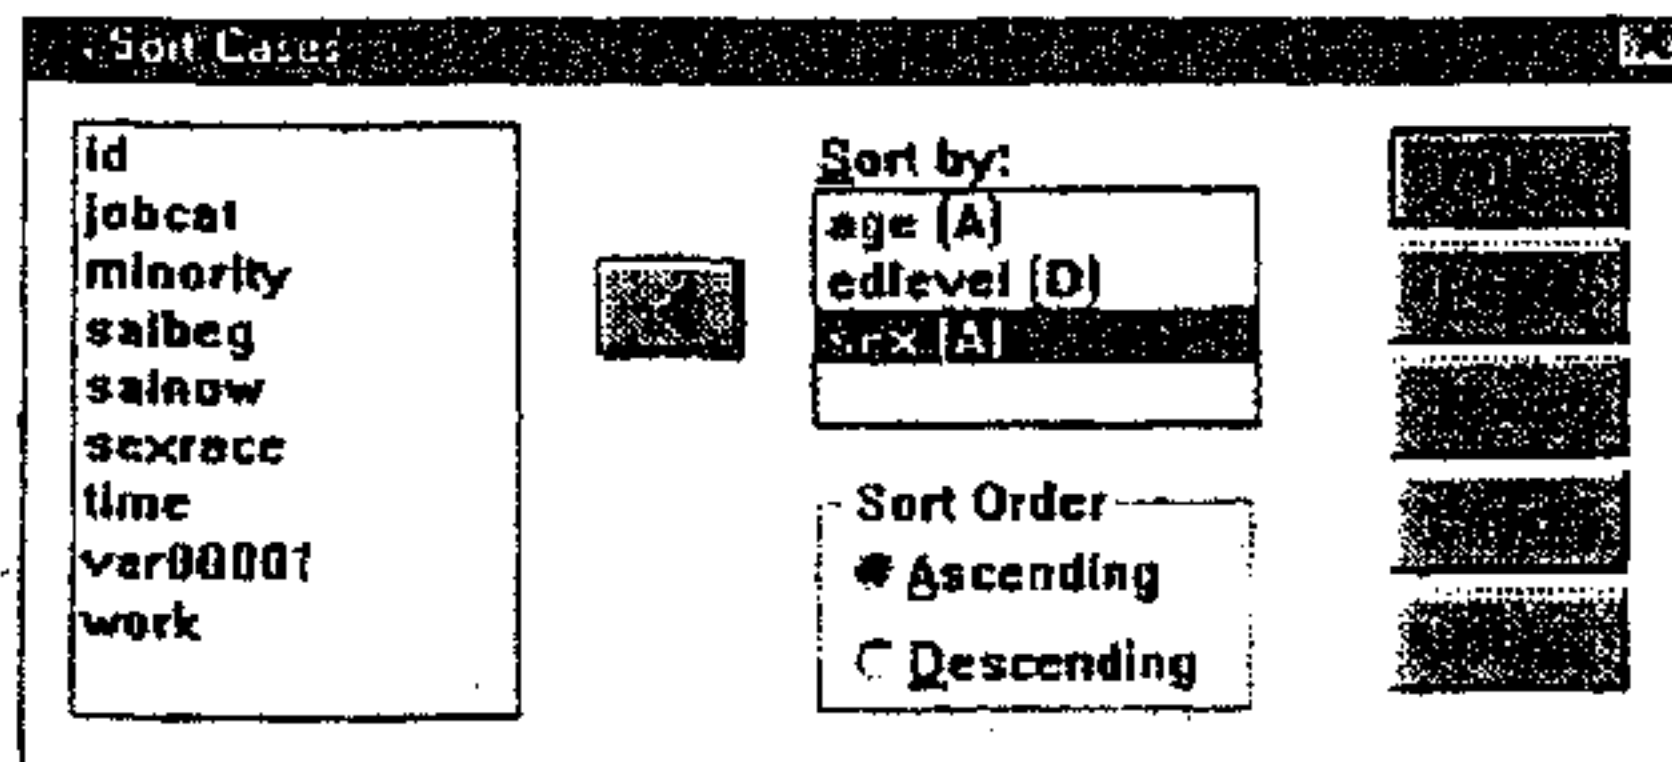 Sort Cases
id
jobcat
minority
salbeg
salnow
sexrace
time
var00001
work
Sort by:
age (A)
edlevel (D)
sex (A)
Sort Order
Ascending
Descending